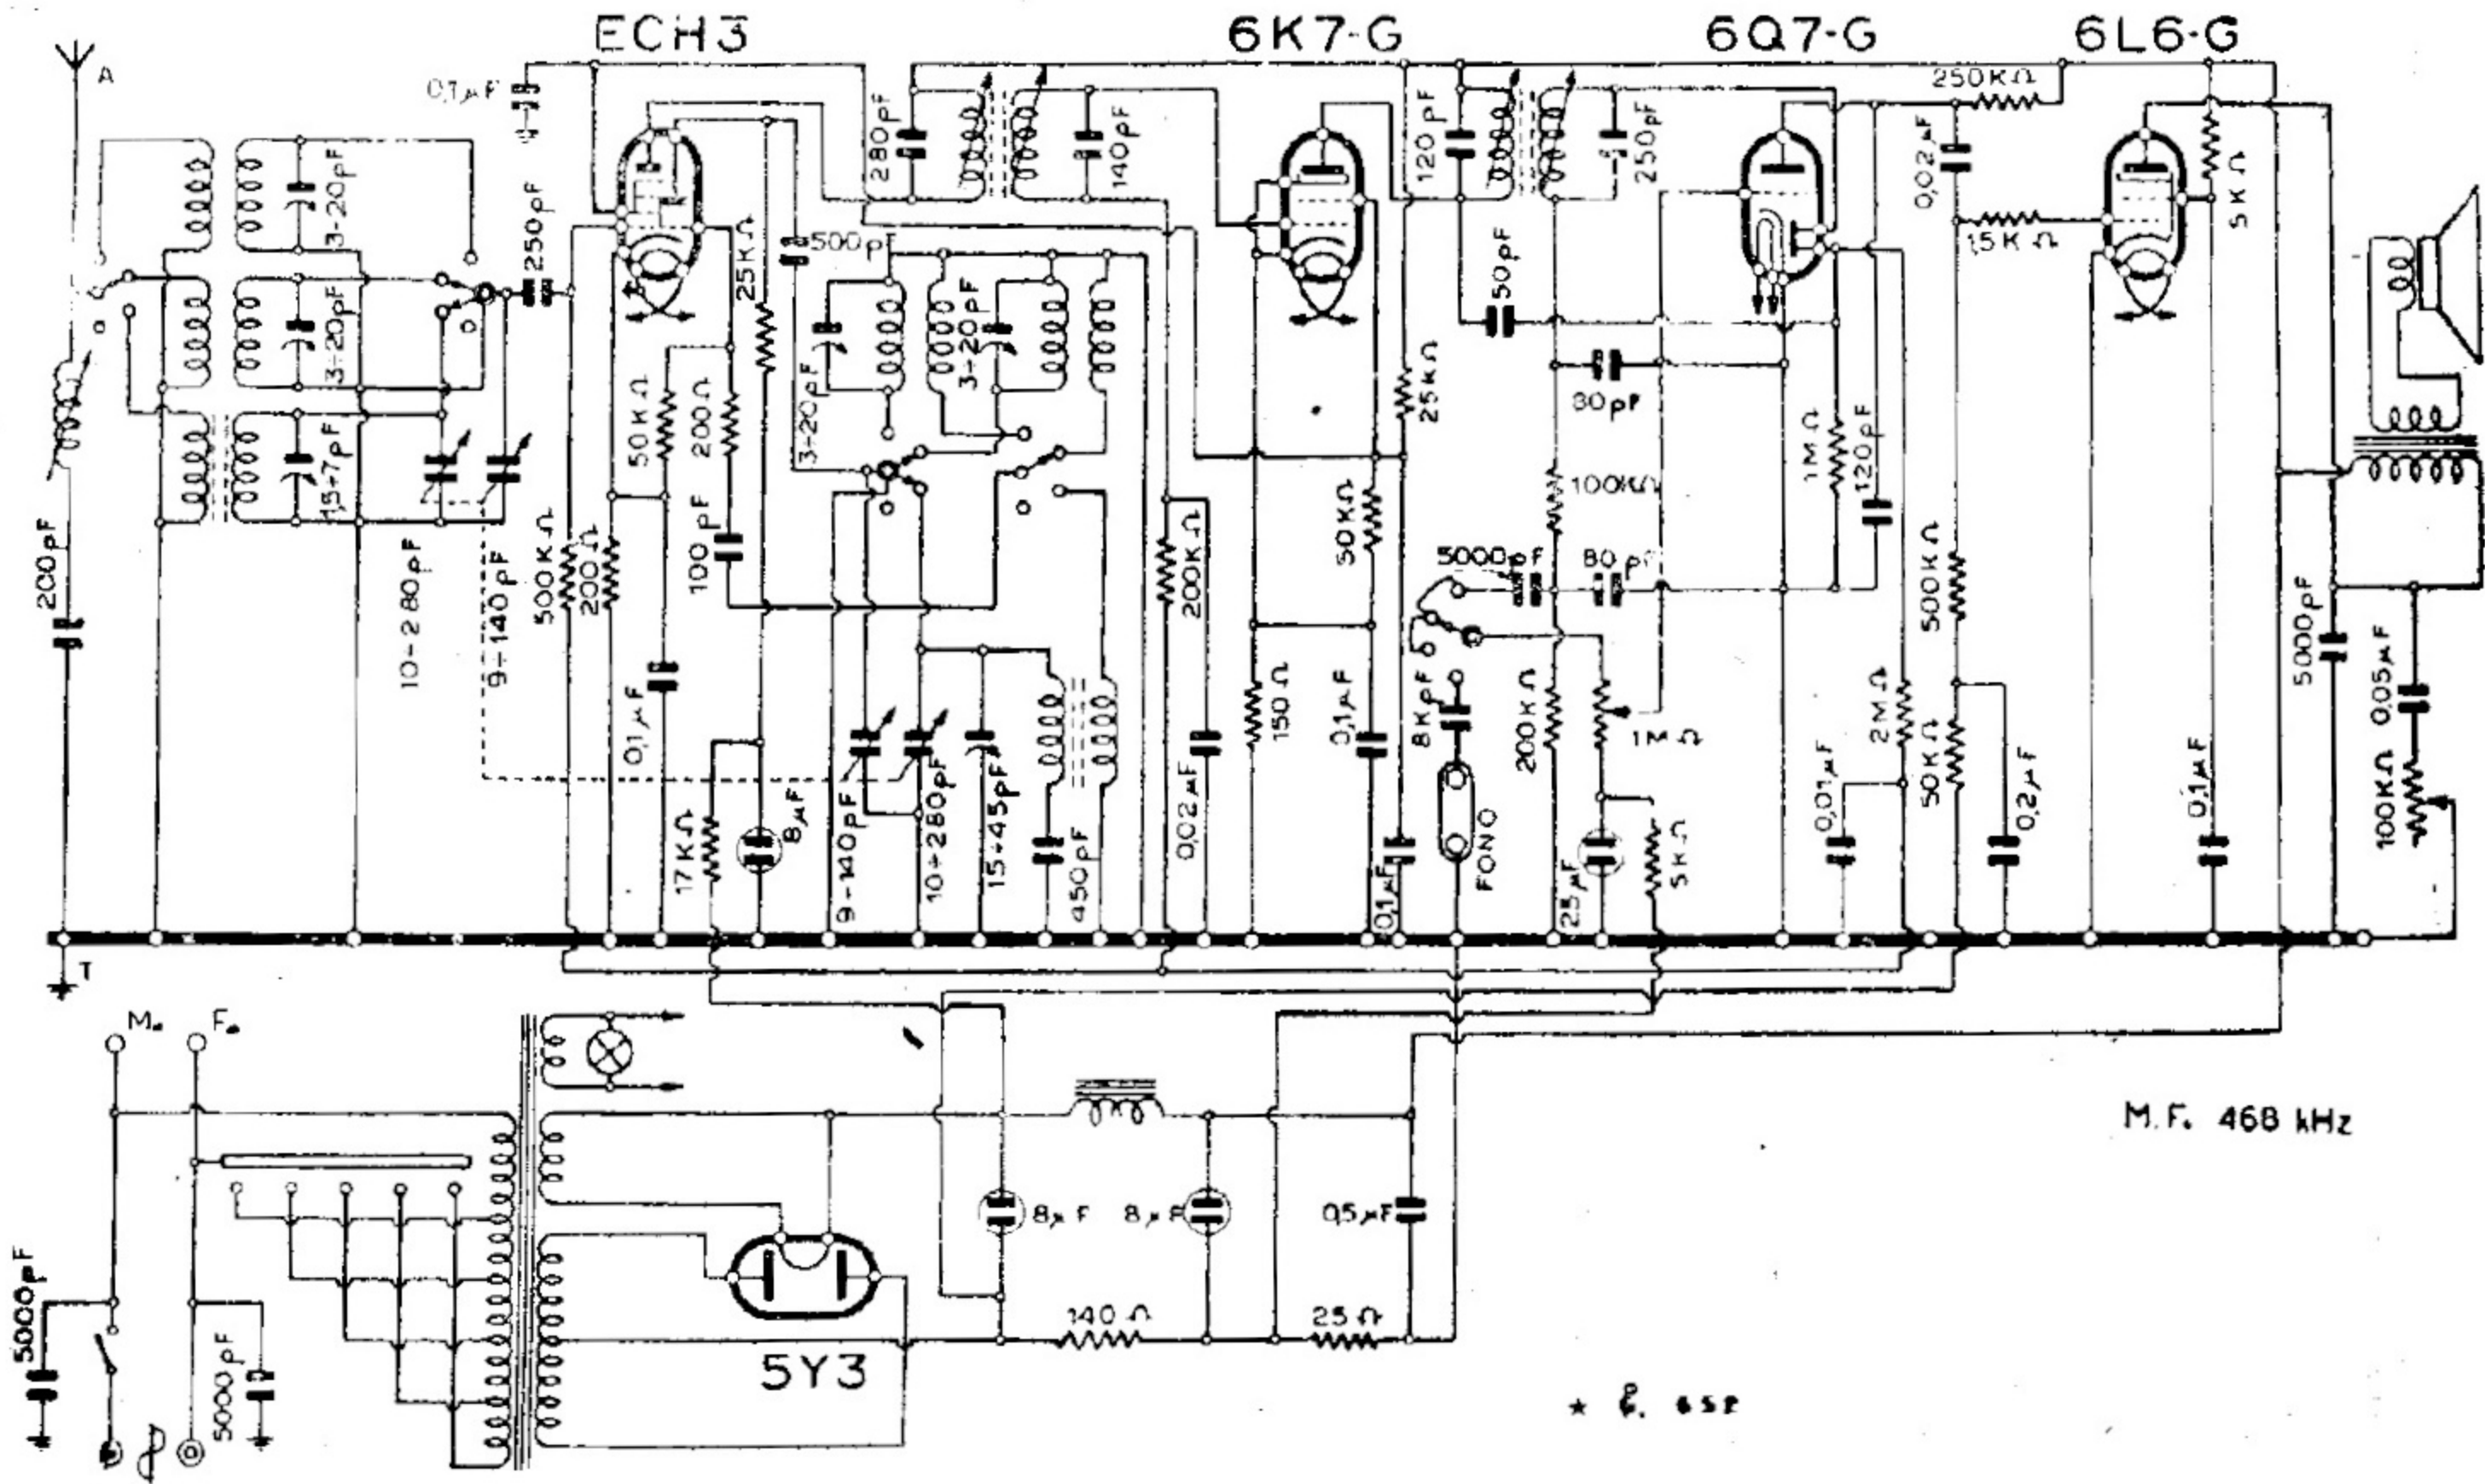 ECH3
6K7-G
6Q7-G
6L6-G
A
0,1µF
3-20pF
250pF
25KΩ
500pF
280pF
140pF
120pF
250pF
250KΩ
0,02µF
5KΩ
15KΩ
3÷20pF
3÷20pF
50pF
80pF
25KΩ
50KΩ
200Ω
3÷20pF
1,5÷7pF
1MΩ
120pF
100KΩ
200pF
10÷280pF
9÷140pF
500KΩ
200Ω
100pF
200KΩ
50KΩ
5000pF
80pF
500KΩ
5000pF
0,05µF
0,1µF
150Ω
0,1µF
8KpF
200KΩ
1MΩ
2MΩ
50KΩ
17KΩ
8µF
9-140pF
10÷280pF
15÷45pF
450pF
0,02µF
0,1µF
FONO
25µF
5KΩ
0,01µF
0,2µF
0,1µF
100KΩ
T
M.
F.
M.F. 468 kHz
8µF
8µF
0,5µF
5000pF
5000pF
140Ω
25Ω
5Y3